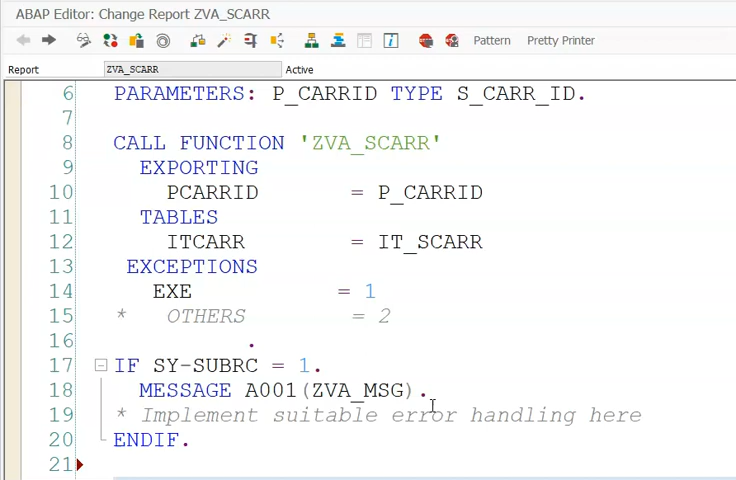 ABAP Editor: Change Report ZVA_SCARR
Pattern Pretty Printer
Report ZVA_SCARR Active
6 PARAMETERS: P_CARRID TYPE S_CARR_ID.
7
8 CALL FUNCTION 'ZVA_SCARR'
9 EXPORTING
10 PCARRID = P_CARRID
11 TABLES
12 ITCARR = IT_SCARR
13 EXCEPTIONS
14 EXE = 1
15 * OTHERS = 2
16 .
17 IF SY-SUBRC = 1.
18 MESSAGE A001(ZVA_MSG).
19 * Implement suitable error handling here
20 ENDIF.
21